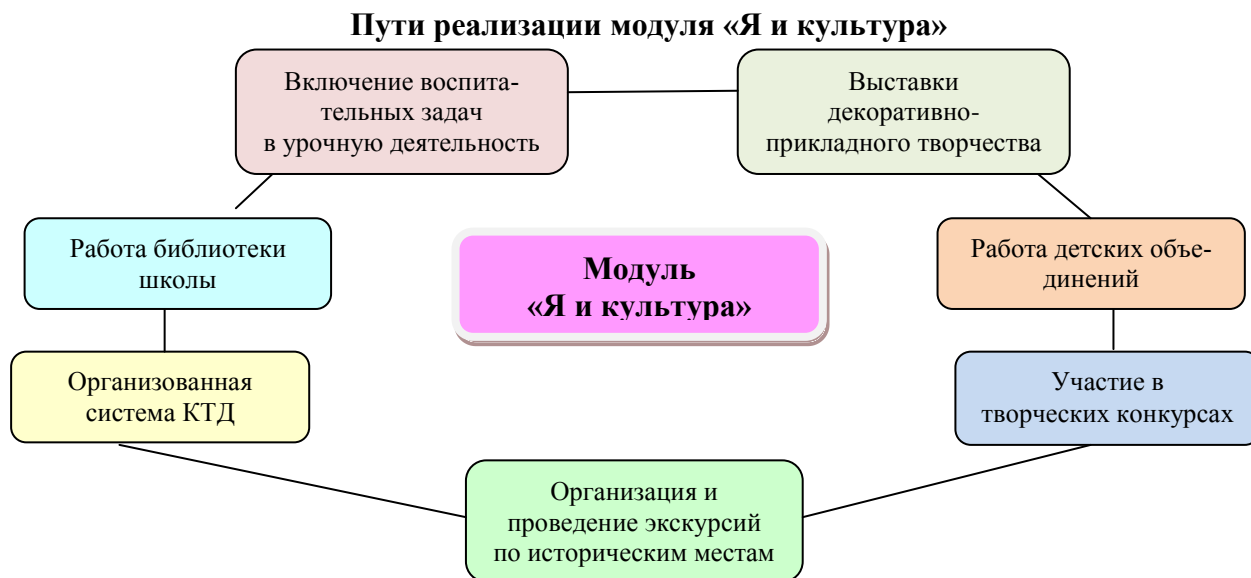 Пути реализации модуля «Я и культура»
Включение воспита-
тельных задач
в урочную деятельность
Выставки
декоративно-
прикладного творчества
Работа библиотеки
школы
Модуль
«Я и культура»
Работа детских объе-
динений
Организованная
система КТД
Участие в
творческих конкурсах
Организация и
проведение экскурсий
по историческим местам